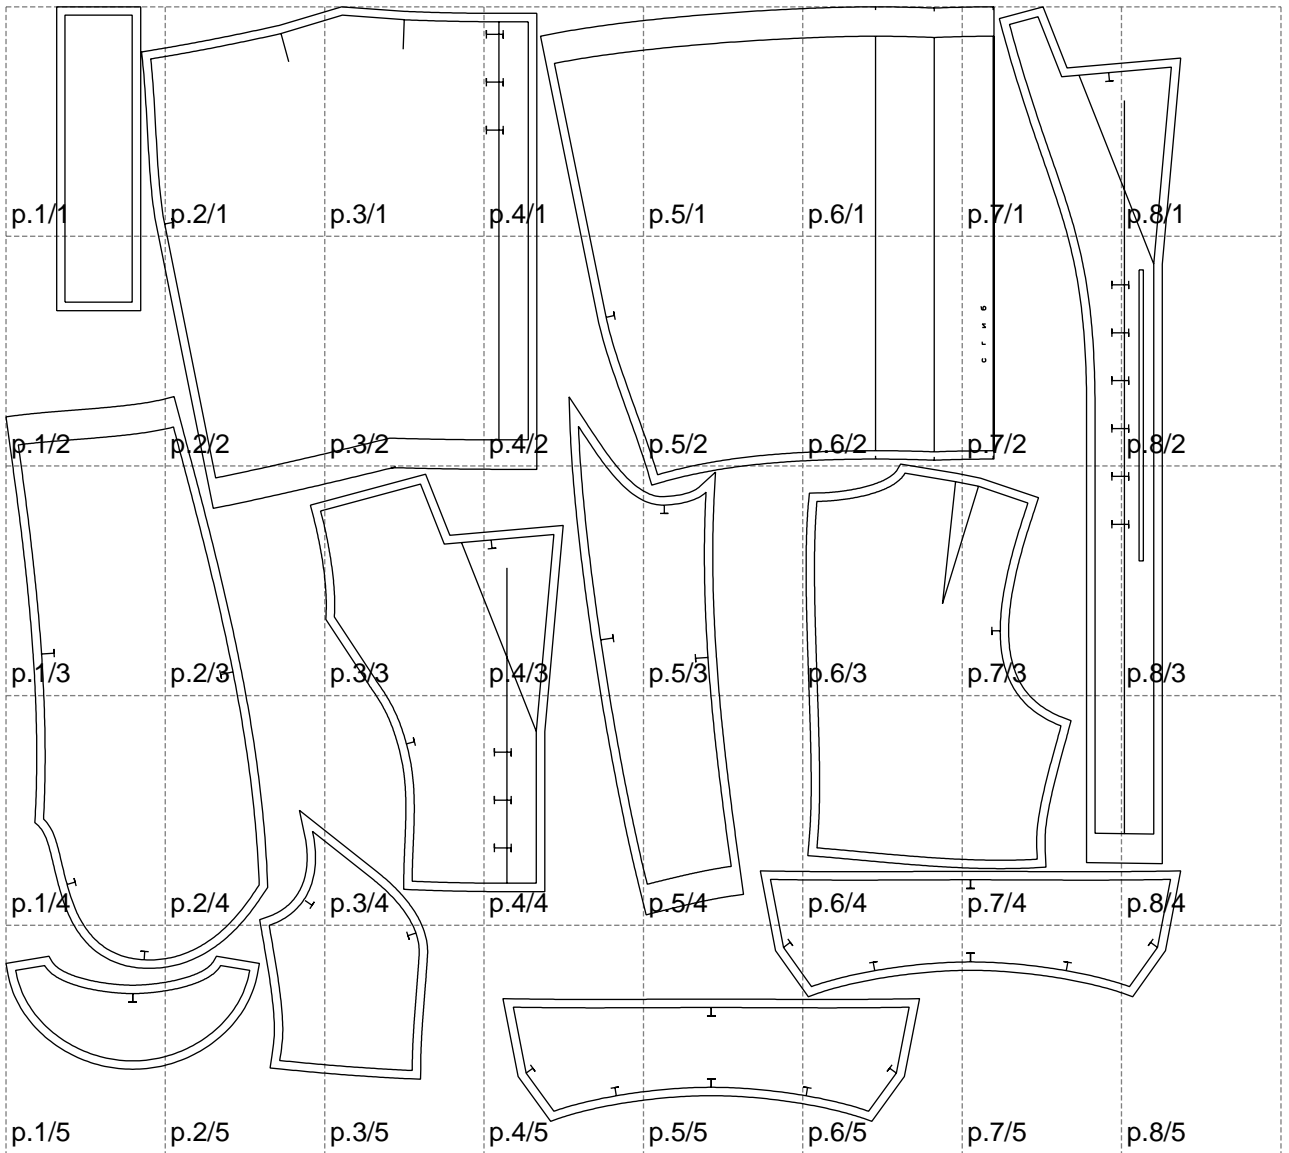 p.1/1 p.2/1 p.3/1 p.4/1 p.5/1 p.6/1 p.7/1 p.8/1
сгиб
p.1/2 p.2/2 p.3/2 p.4/2 p.5/2 p.6/2 p.7/2 p.8/2
p.1/3 p.2/3 p.3/3 p.4/3 p.5/3 p.6/3 p.7/3 p.8/3
p.1/4 p.2/4 p.3/4 p.4/4 p.5/4 p.6/4 p.7/4 p.8/4
p.1/5 p.2/5 p.3/5 p.4/5 p.5/5 p.6/5 p.7/5 p.8/5